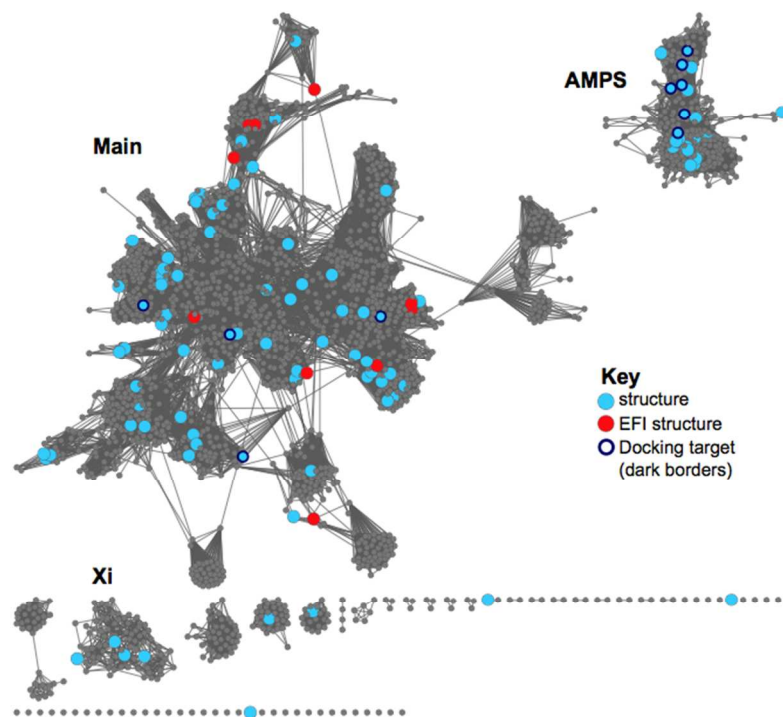 AMPS
Main
Key
structure
EFI structure
Docking target
(dark borders)
Xi